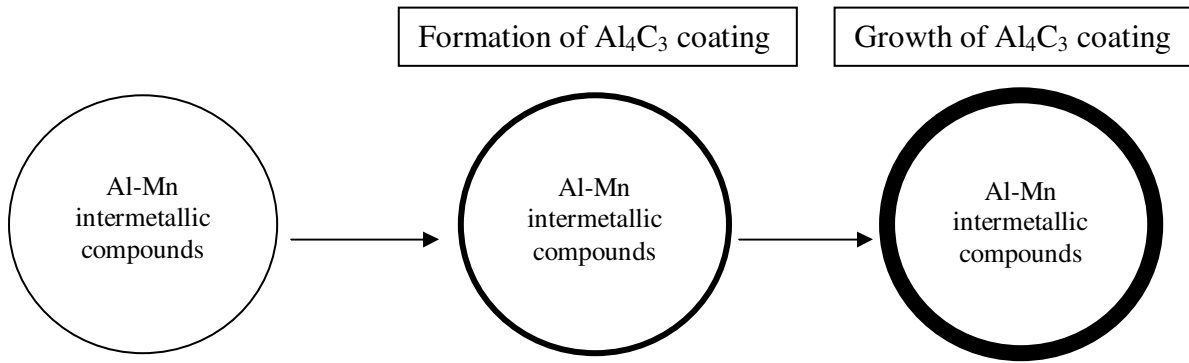 Formation of Al₄C₃ coating
Growth of Al₄C₃ coating
Al-Mn
intermetallic
compounds
Al-Mn
intermetallic
compounds
Al-Mn
intermetallic
compounds